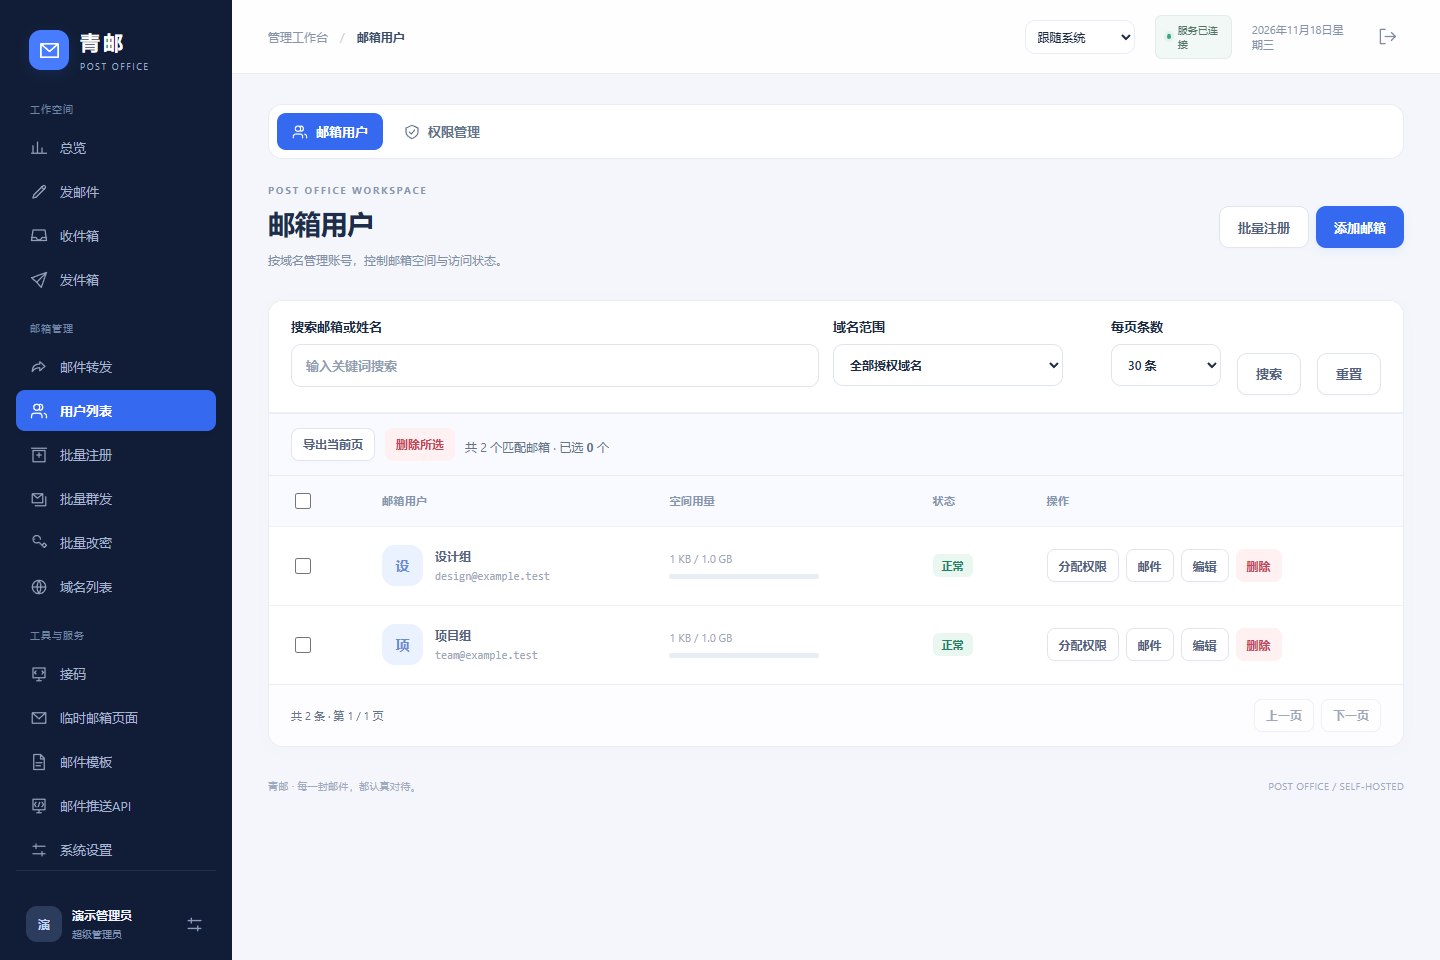 青邮
POST OFFICE
工作空间
总览
发邮件
收件箱
发件箱
邮箱管理
邮件转发
用户列表
批量注册
批量群发
批量改密
域名列表
工具与服务
接码
临时邮箱页面
邮件模板
邮件推送API
系统设置
演
演示管理员
超级管理员
管理工作台 / 邮箱用户
跟随系统
服务已连
接
2026年11月18日星
期三
邮箱用户
权限管理
POST OFFICE WORKSPACE
邮箱用户
按域名管理账号，控制邮箱空间与访问状态。
批量注册
添加邮箱
搜索邮箱或姓名
域名范围
每页条数
输入关键词搜索
全部授权域名
30 条
搜索
重置
导出当前页
删除所选
共 2 个匹配邮箱 · 已选 0 个
邮箱用户
空间用量
状态
操作
设
设计组
design@example.test
1 KB / 1.0 GB
正常
分配权限
邮件
编辑
删除
项
项目组
team@example.test
1 KB / 1.0 GB
正常
分配权限
邮件
编辑
删除
共 2 条 · 第 1 / 1 页
上一页
下一页
青邮 · 每一封邮件，都认真对待。
POST OFFICE / SELF-HOSTED